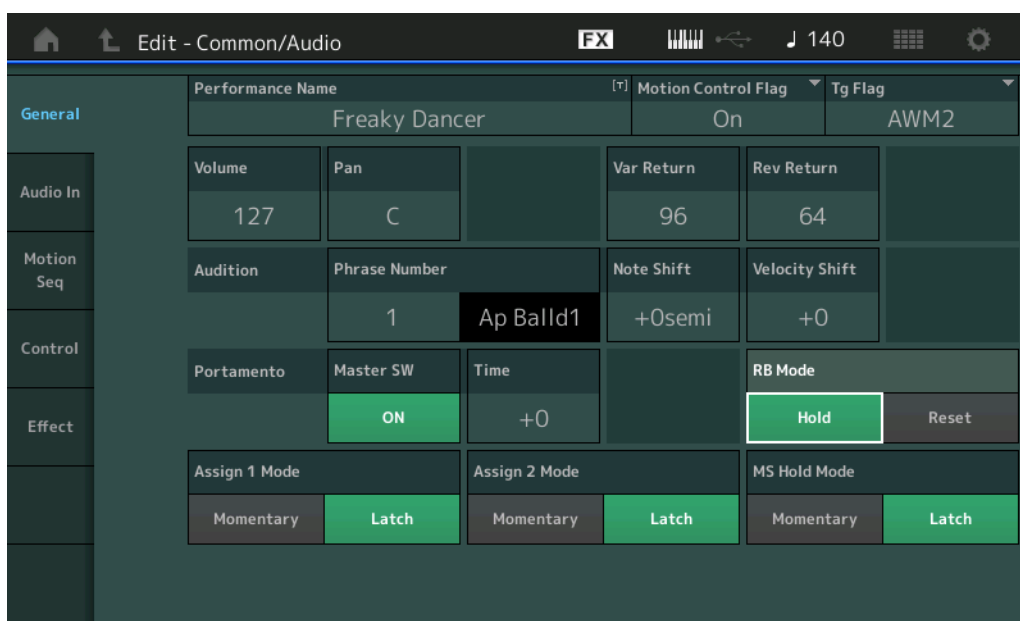 Edit - Common/Audio FX ♩ 140
General
Performance Name [T] Motion Control Flag Tg Flag
Freaky Dancer On AWM2
Audio In
Volume Pan Var Return Rev Return
127 C 96 64
Motion
Seq
Audition Phrase Number Note Shift Velocity Shift
1 Ap Balld1 +0semi +0
Control
Portamento Master SW Time RB Mode
ON +0 Hold Reset
Effect
Assign 1 Mode Assign 2 Mode MS Hold Mode
Momentary Latch Momentary Latch Momentary Latch